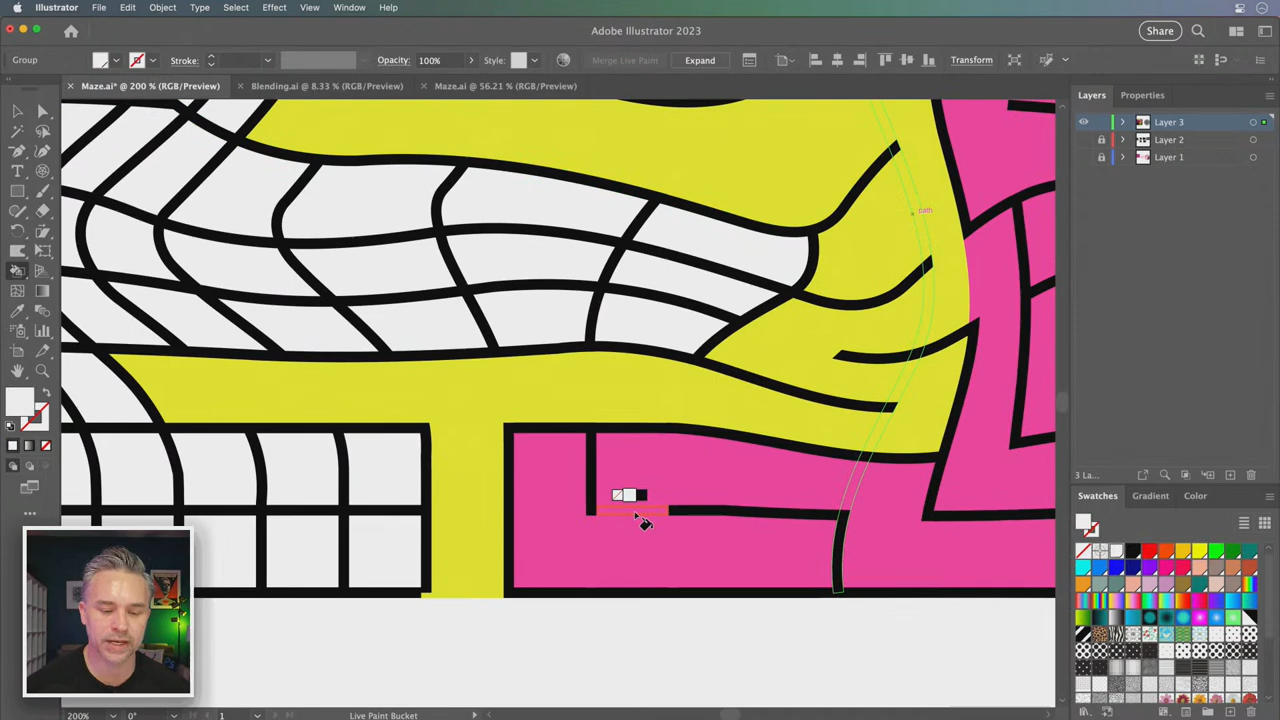 Illustrator File Edit Object Type Select Effect View Window Help
Adobe Illustrator 2023
Share
Group
Stroke:
Opacity: 100%
Style:
Merge Live Paint
Expand
Transform
Maze.ai* @ 200 % (RGB/Preview)
Blending.ai @ 8.33 % (RGB/Preview)
Maze.ai @ 56.21 % (RGB/Preview)
Layers Properties
Layer 3
Layer 2
Layer 1
path
3 La...
Swatches Gradient Color
200% 0° 1 Live Paint Bucket